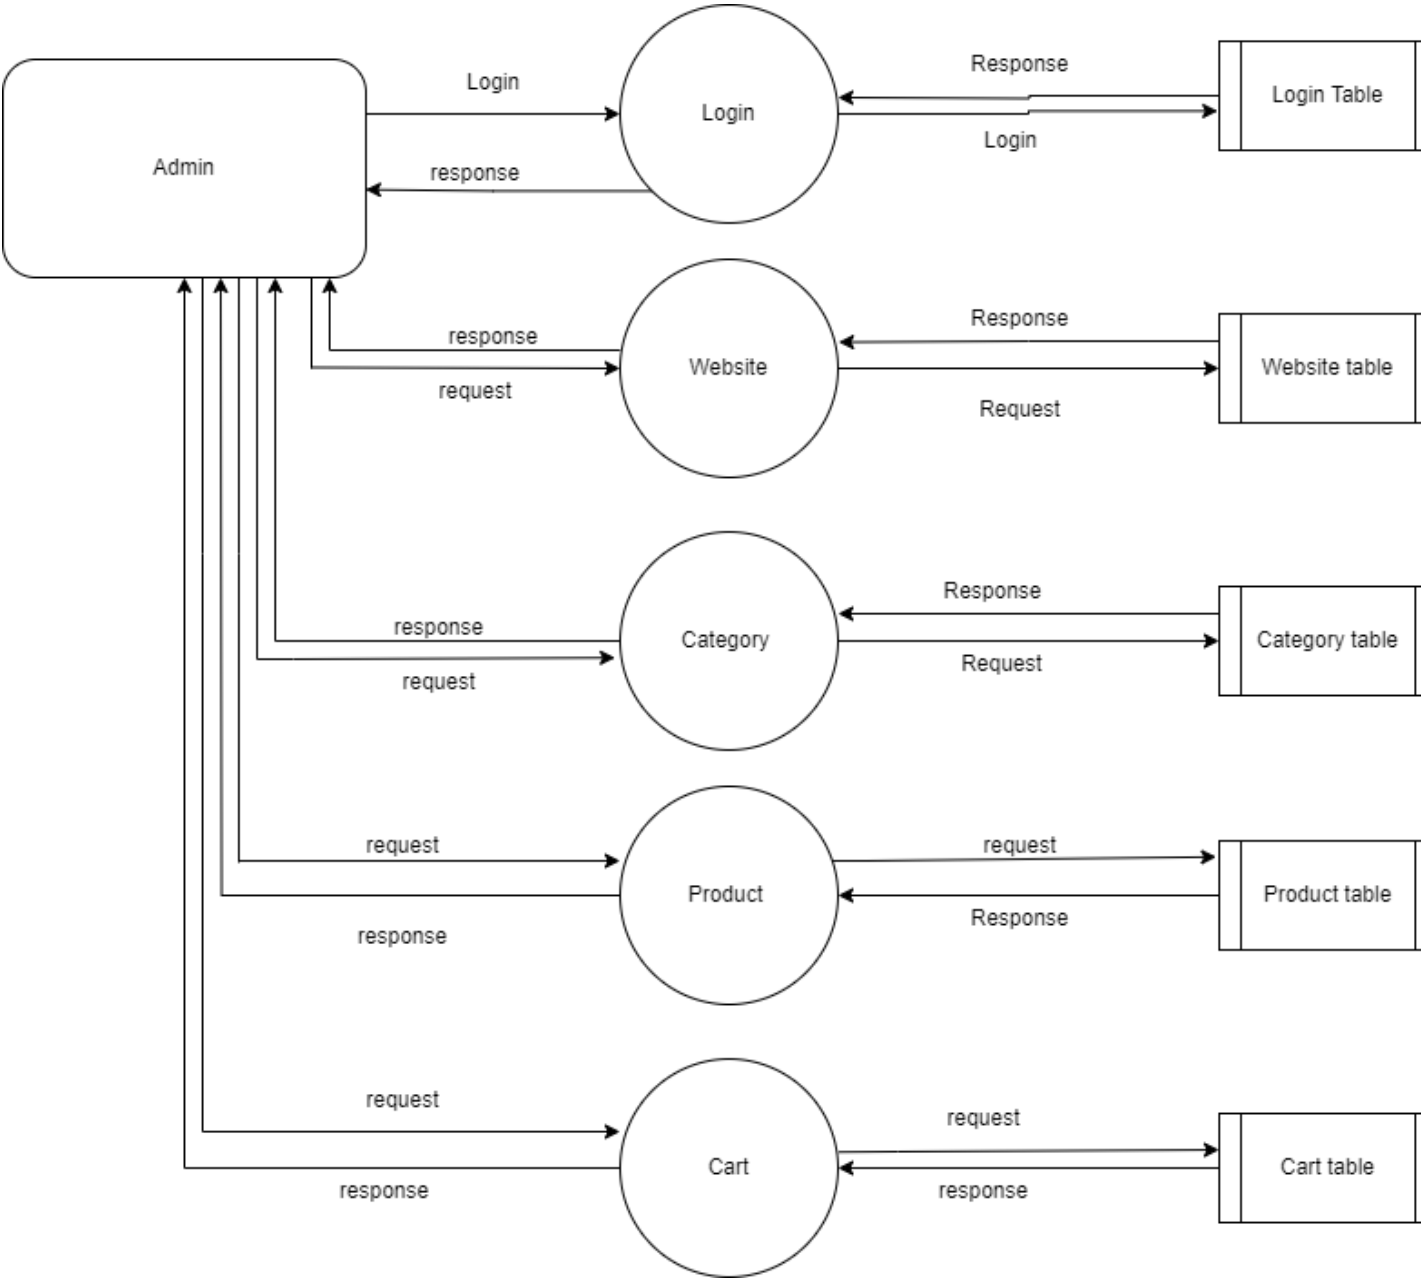 Login
Response
Login Table
Login
Admin
response
Login
Response
response
Website
Website table
request
Request
Response
response
Category
Category table
request
Request
request
request
Product
Product table
response
Response
request
request
Cart
Cart table
response
response